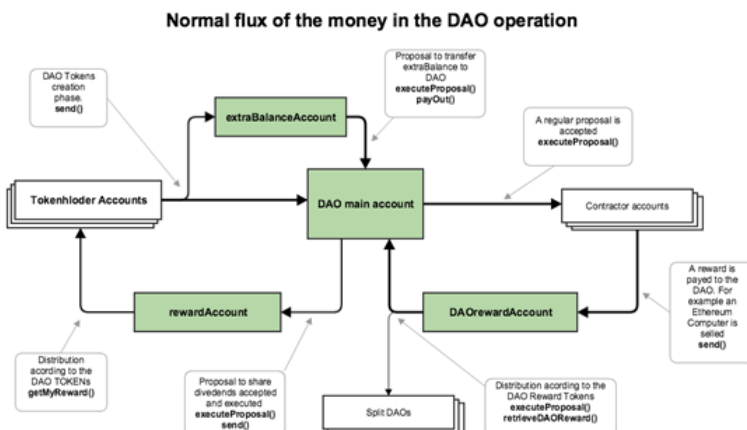 Normal flux of the money in the DAO operation
DAO Tokens
creation
phase.
send()
Proposal to transfer
extraBalance to
DAO
executeProposal()
payOut()
extraBalanceAccount
A regular proposal is
accepted
executeProposal()
Tokenhloder Accounts
DAO main account
Contractor accounts
rewardAccount
DAOrewardAccount
A reward is
payed to the
DAO. For
example an
Ethereum
Computer is
selled
send()
Distribution
acording to the
DAO TOKENs
getMyReward()
Proposal to share
dividends accepted
and executed
executeProposal()
send()
Split DAOs
Distribution acording to the
DAO Reward Tokens
executeProposal()
retrieveDAOReward()